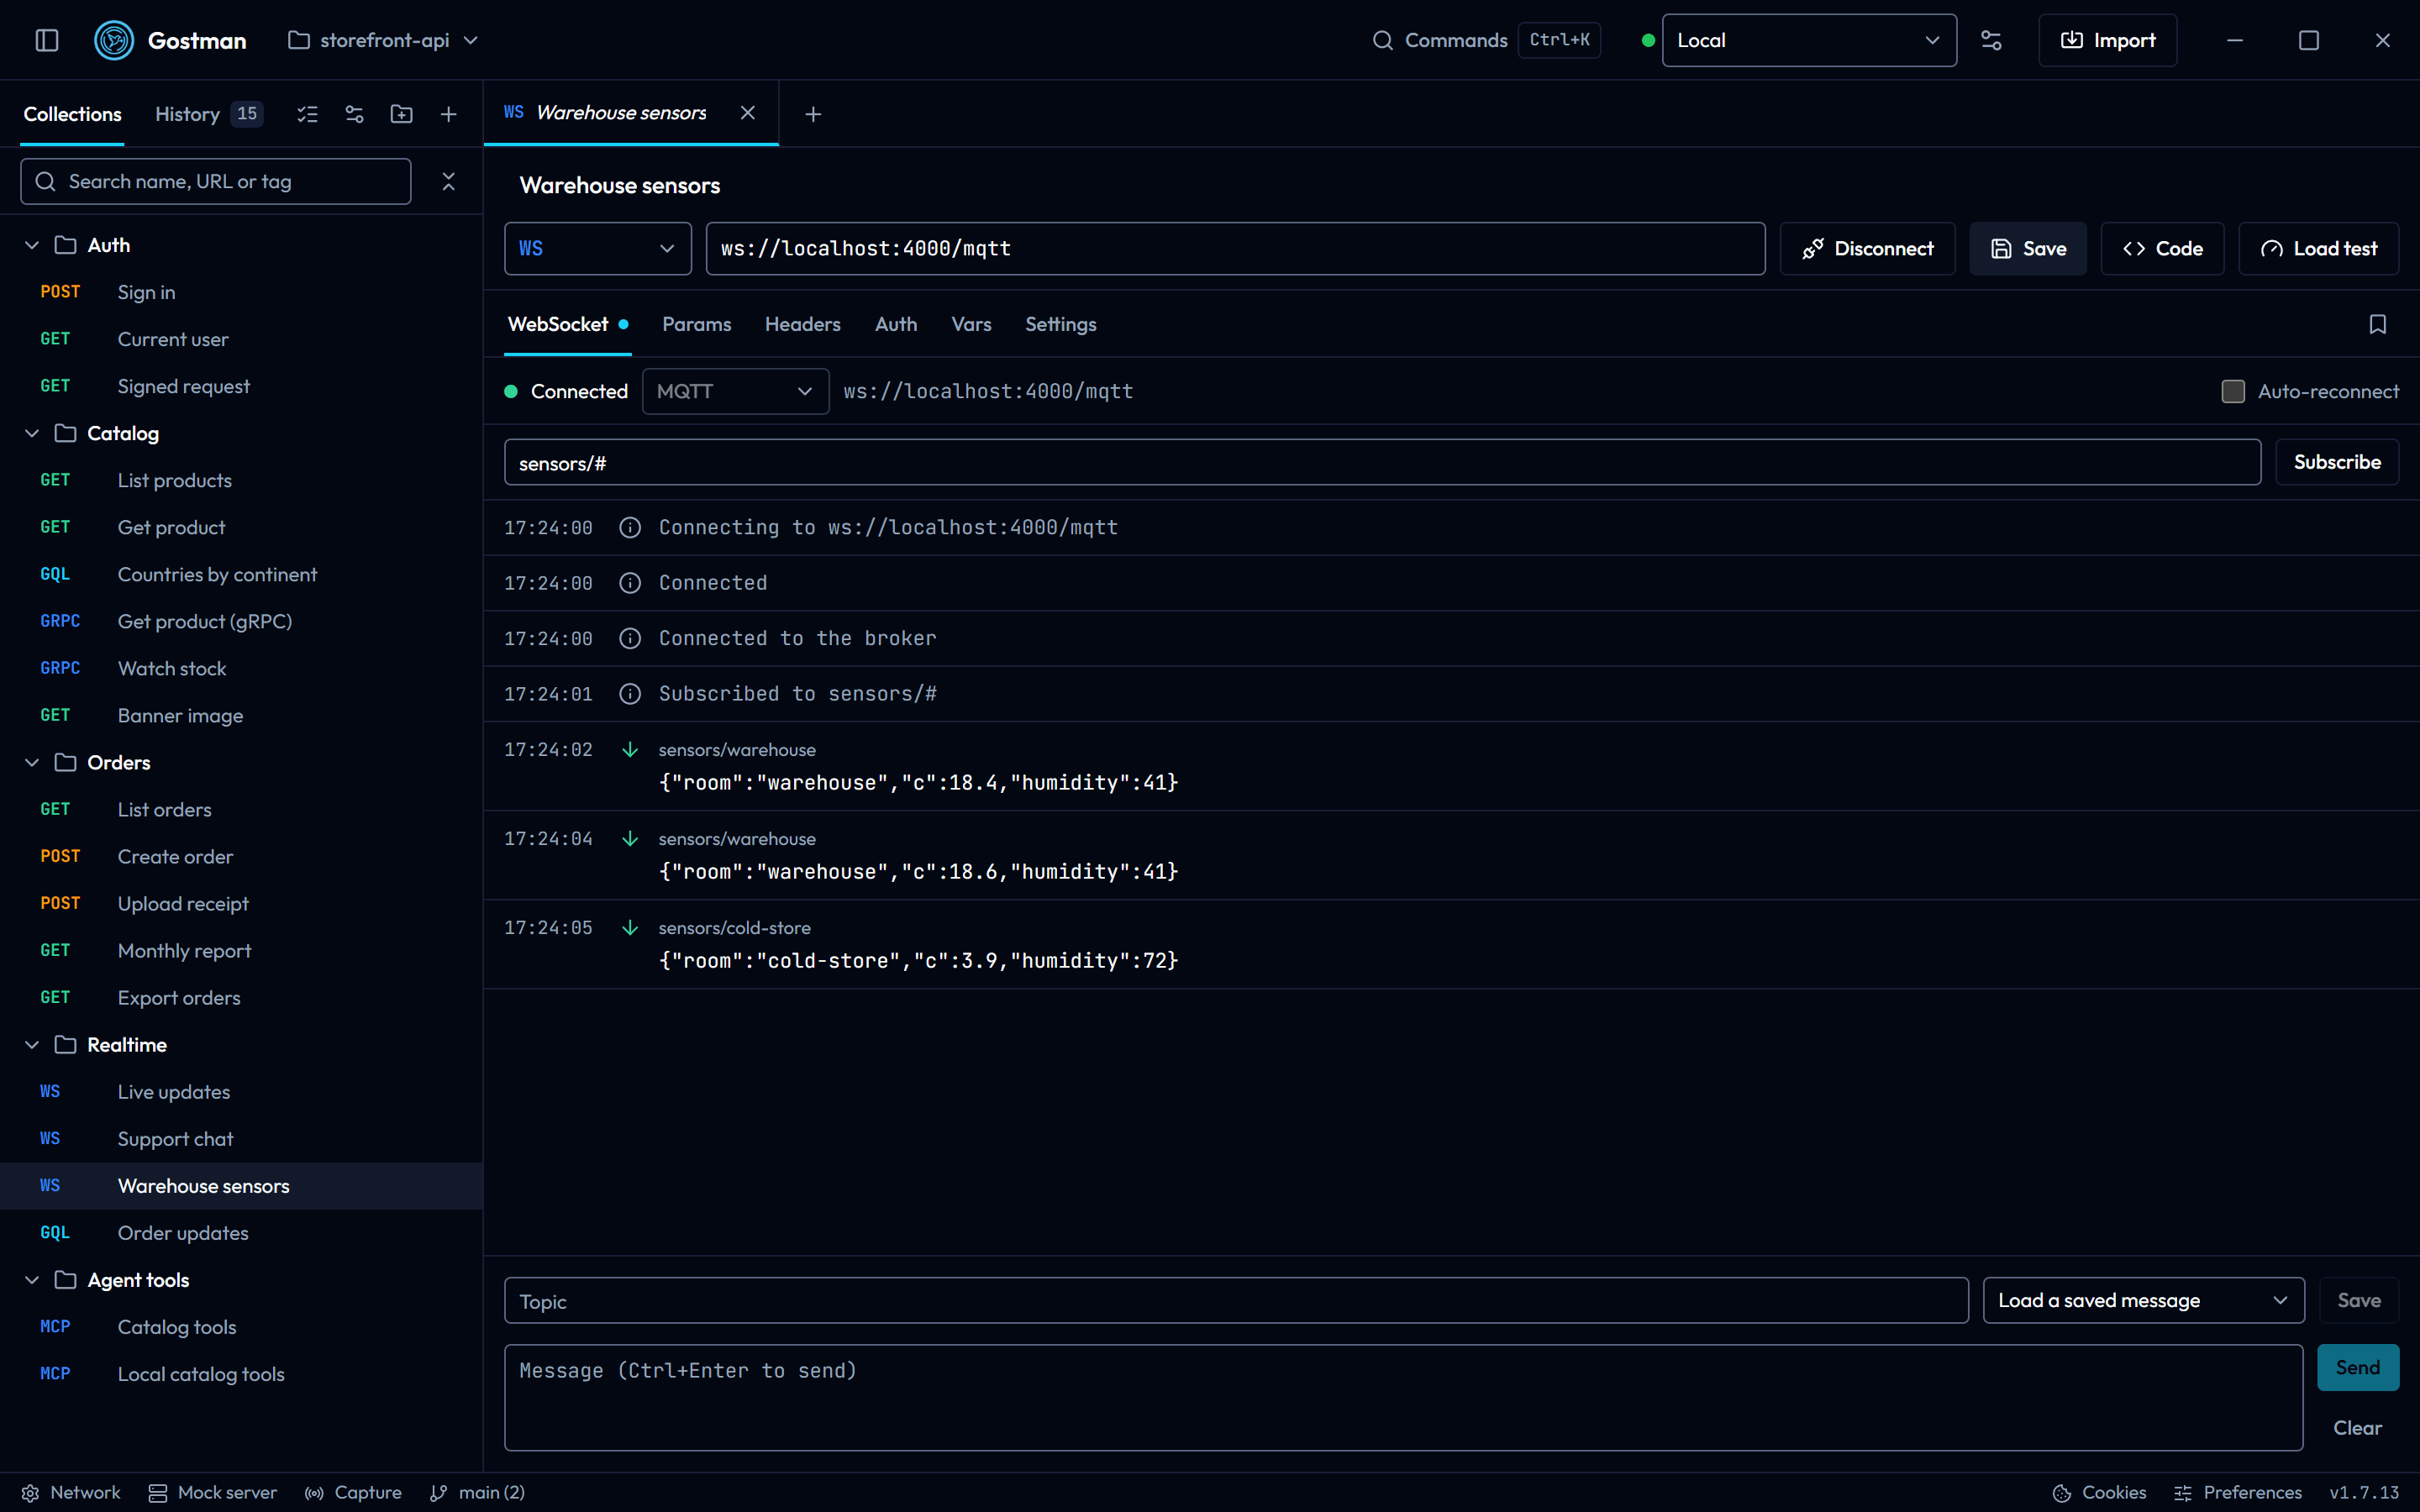 Gostman
storefront-api
Commands Ctrl+K
Local
Import
Collections
History 15
WS Warehouse sensors
Search name, URL or tag
Auth
POST Sign in
GET Current user
GET Signed request
Catalog
GET List products
GET Get product
GQL Countries by continent
GRPC Get product (gRPC)
GRPC Watch stock
GET Banner image
Orders
GET List orders
POST Create order
POST Upload receipt
GET Monthly report
GET Export orders
Realtime
WS Live updates
WS Support chat
WS Warehouse sensors
GQL Order updates
Agent tools
MCP Catalog tools
MCP Local catalog tools
Warehouse sensors
WS ws://localhost:4000/mqtt Disconnect Save Code Load test
WebSocket Params Headers Auth Vars Settings
Connected MQTT ws://localhost:4000/mqtt Auto-reconnect
sensors/# Subscribe
17:24:00 Connecting to ws://localhost:4000/mqtt
17:24:00 Connected
17:24:00 Connected to the broker
17:24:01 Subscribed to sensors/#
17:24:02 sensors/warehouse
{"room":"warehouse","c":18.4,"humidity":41}
17:24:04 sensors/warehouse
{"room":"warehouse","c":18.6,"humidity":41}
17:24:05 sensors/cold-store
{"room":"cold-store","c":3.9,"humidity":72}
Topic Load a saved message Save
Message (Ctrl+Enter to send) Send
Clear
Network Mock server Capture main (2) Cookies Preferences v1.7.13